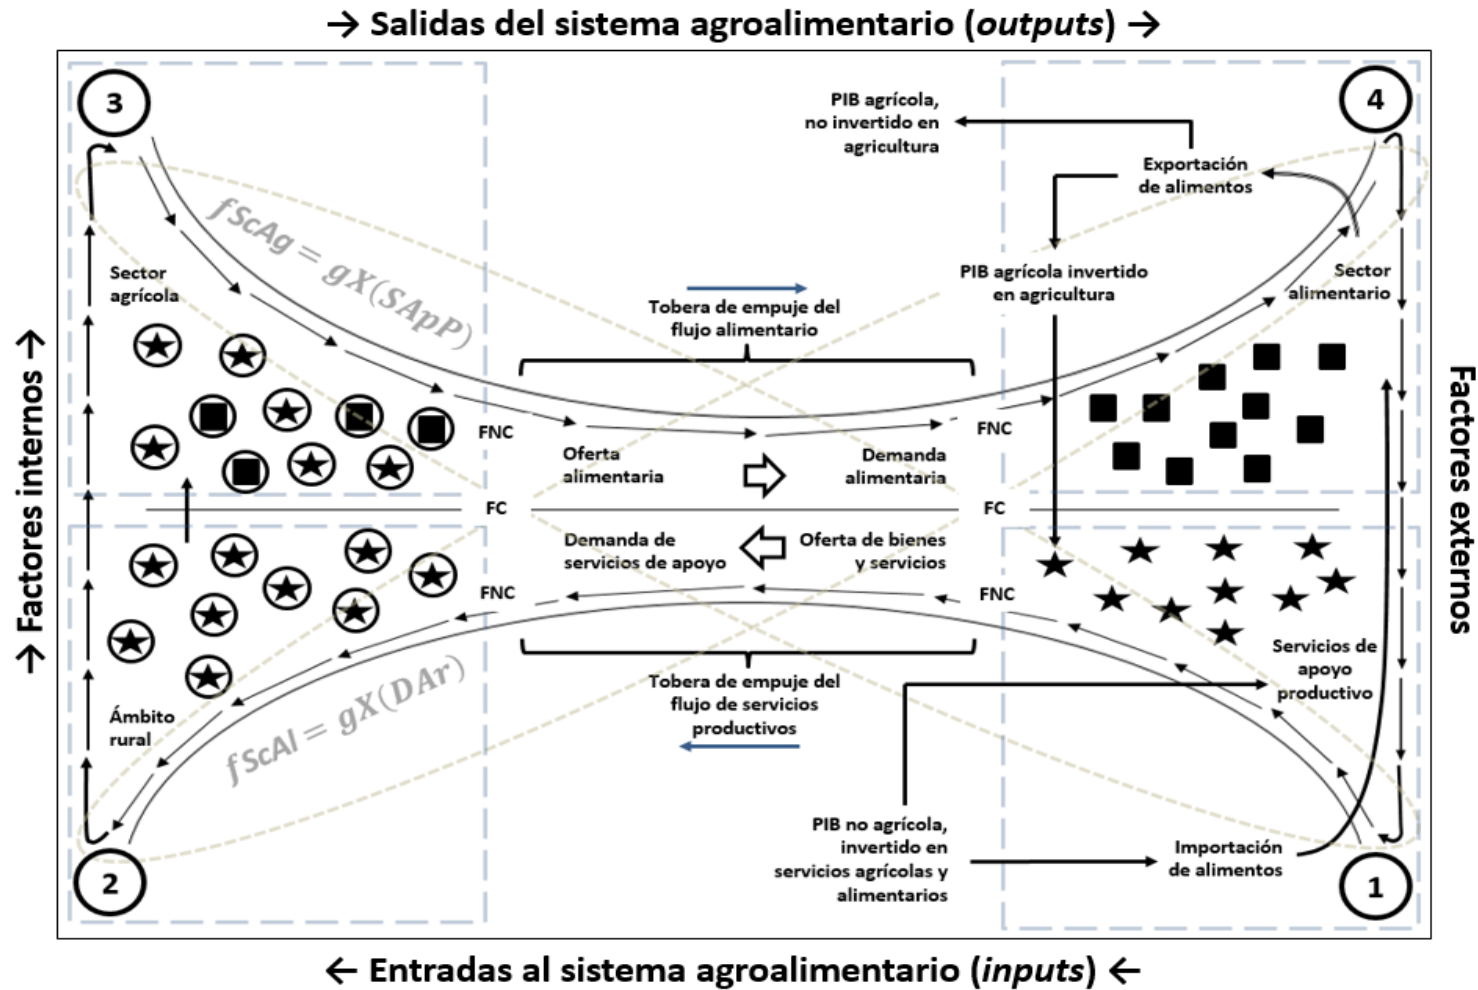 → Salidas del sistema agroalimentario (outputs) →
3
4
PIB agrícola,
no invertido en
agricultura
Exportación
de alimentos
fScAg = gX(SApP)
Sector
agrícola
PIB agrícola invertido
en agricultura
Sector
alimentario
Tobera de empuje del
flujo alimentario
→ Factores internos →
Factores externos
FNC
FNC
Oferta
alimentaria
Demanda
alimentaria
FC
FC
Demanda de
servicios de apoyo
Oferta de bienes
y servicios
FNC
FNC
Servicios de
apoyo
productivo
Tobera de empuje del
flujo de servicios
productivos
fScAl = gX(DAr)
Ámbito
rural
PIB no agrícola,
invertido en
servicios agrícolas y
alimentarios
Importación
de alimentos
2
1
← Entradas al sistema agroalimentario (inputs) ←